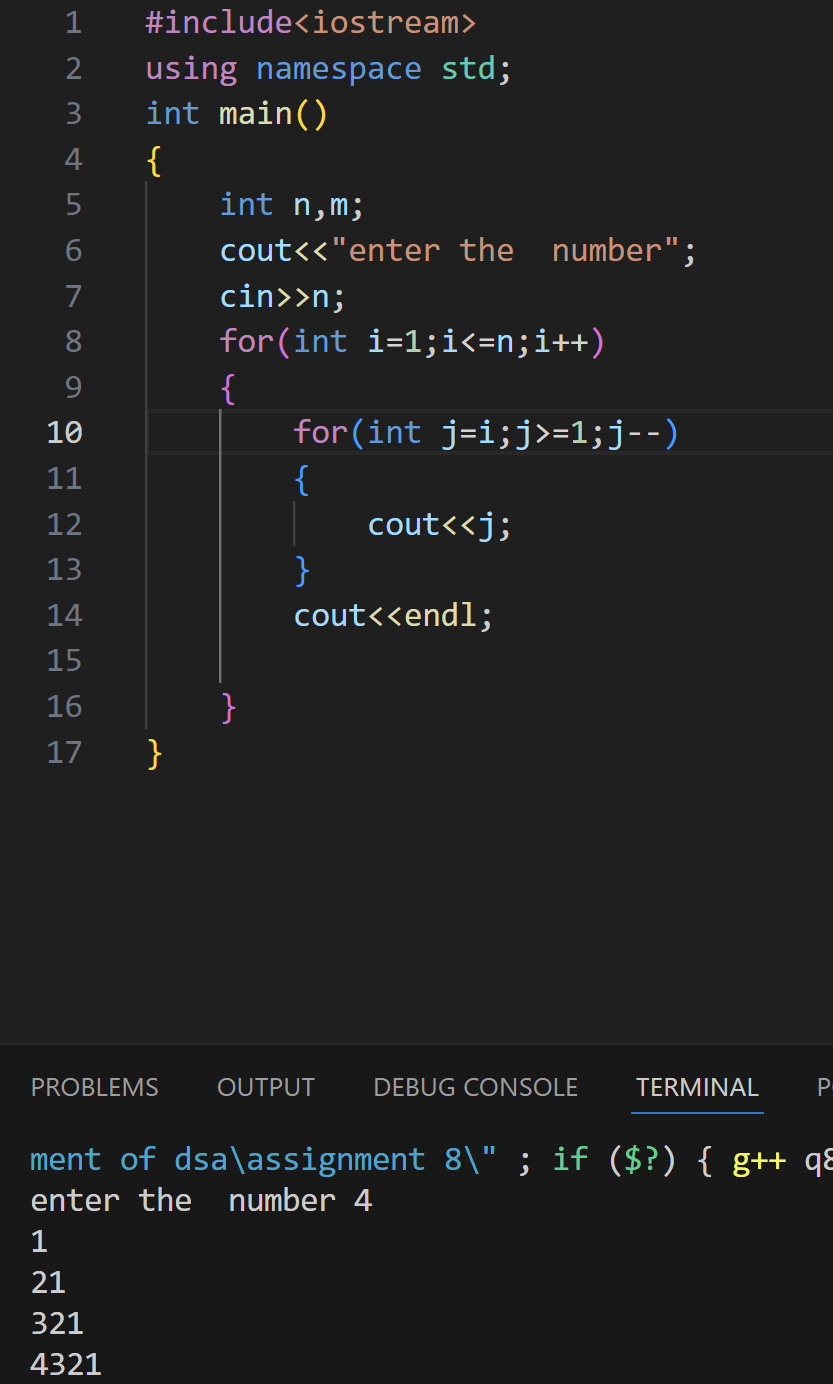 1 #include<iostream>
2 using namespace std;
3 int main()
4 {
5     int n,m;
6     cout<<"enter the  number";
7     cin>>n;
8     for(int i=1;i<=n;i++)
9     {
10         for(int j=i;j>=1;j--)
11         {
12             cout<<j;
13         }
14         cout<<endl;
15
16     }
17 }
PROBLEMS OUTPUT DEBUG CONSOLE TERMINAL
ment of dsa\assignment 8\" ; if ($?) { g++ q8
enter the  number 4
1
21
321
4321